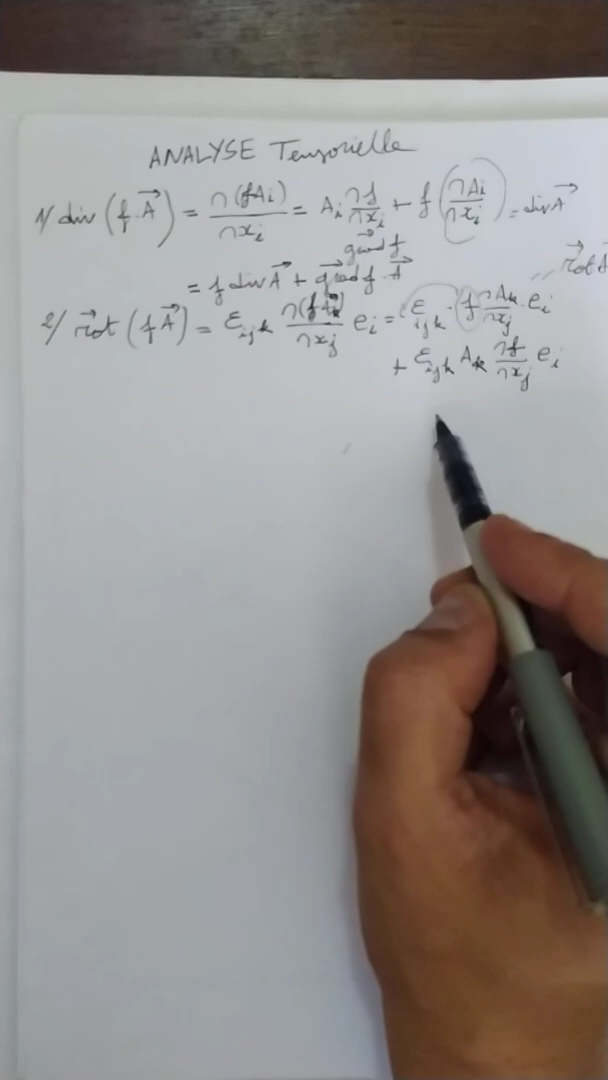 ANALYSE Tensorielle
1/ div (f.A⃗) = ∂(fAi)/∂xi = Ai ∂f/∂xi + f (∂Ai/∂xi) = div A⃗
grad⃗ f
= f div A⃗ + grad⃗ f . A⃗
rot⃗ A
2/ rot⃗ (f A⃗) = εijk ∂(f Ak)/∂xj ei = εijk . f ∂Ak/∂xj . ei
+ εijk Ak ∂f/∂xj ei